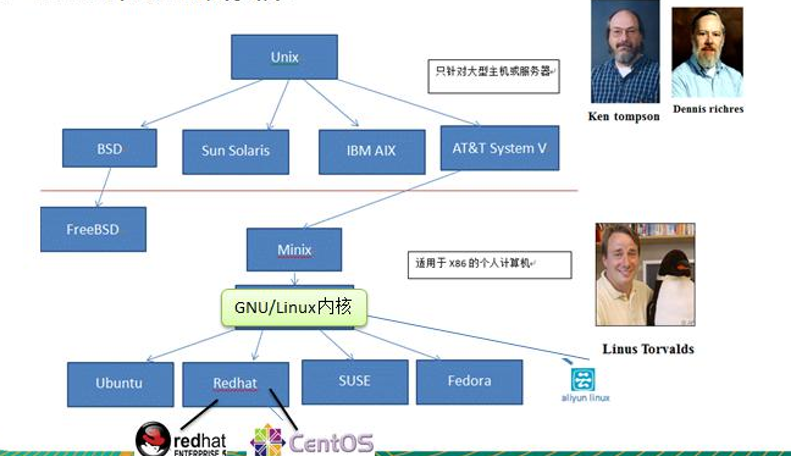 Unix
只针对大型主机或服务器
Ken tompson
Dennis richres
BSD
Sun Solaris
IBM AIX
AT&T System V
FreeBSD
Minix
适用于 X86 的个人计算机
GNU/Linux内核
Linus Torvalds
Ubuntu
Redhat
SUSE
Fedora
aliyun linux
redhat
ENTERPRISE 5
CentOS